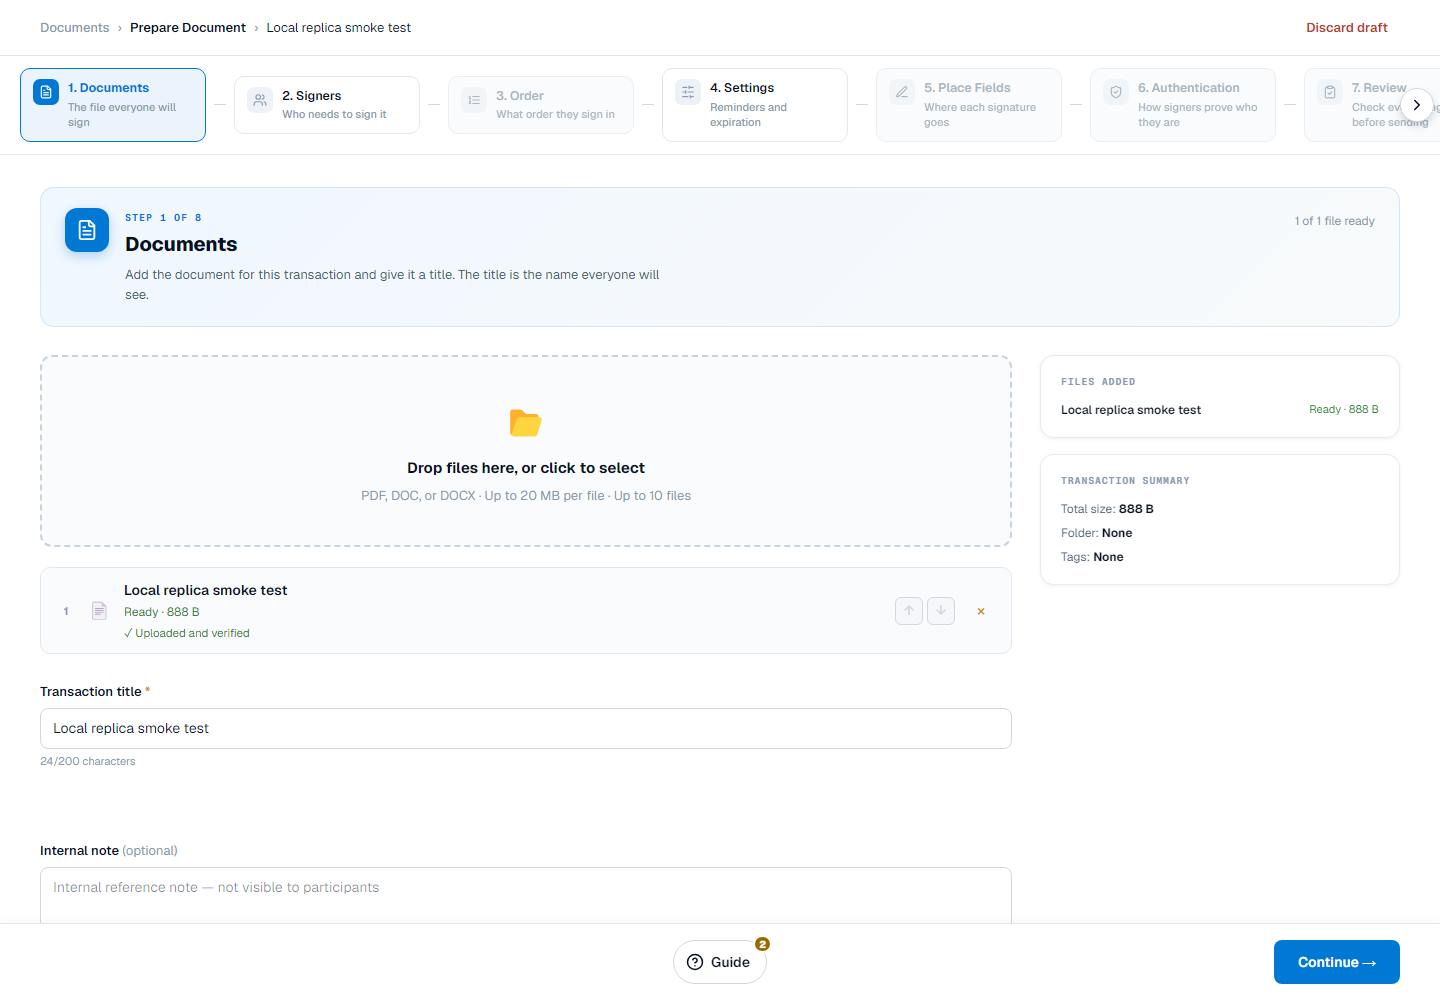 Documents › Prepare Document › Local replica smoke test
Discard draft
1. Documents
The file everyone will
sign
2. Signers
Who needs to sign it
3. Order
What order they sign in
4. Settings
Reminders and
expiration
5. Place Fields
Where each signature
goes
6. Authentication
How signers prove who
they are
7. Review
Check
before sending
STEP 1 OF 8
Documents
Add the document for this transaction and give it a title. The title is the name everyone will
see.
1 of 1 file ready
Drop files here, or click to select
PDF, DOC, or DOCX · Up to 20 MB per file · Up to 10 files
1
Local replica smoke test
Ready · 888 B
✓ Uploaded and verified
↑ ↓ ×
Transaction title *
Local replica smoke test
24/200 characters
Internal note (optional)
Internal reference note — not visible to participants
FILES ADDED
Local replica smoke test
Ready · 888 B
TRANSACTION SUMMARY
Total size: 888 B
Folder: None
Tags: None
Guide
2
Continue →